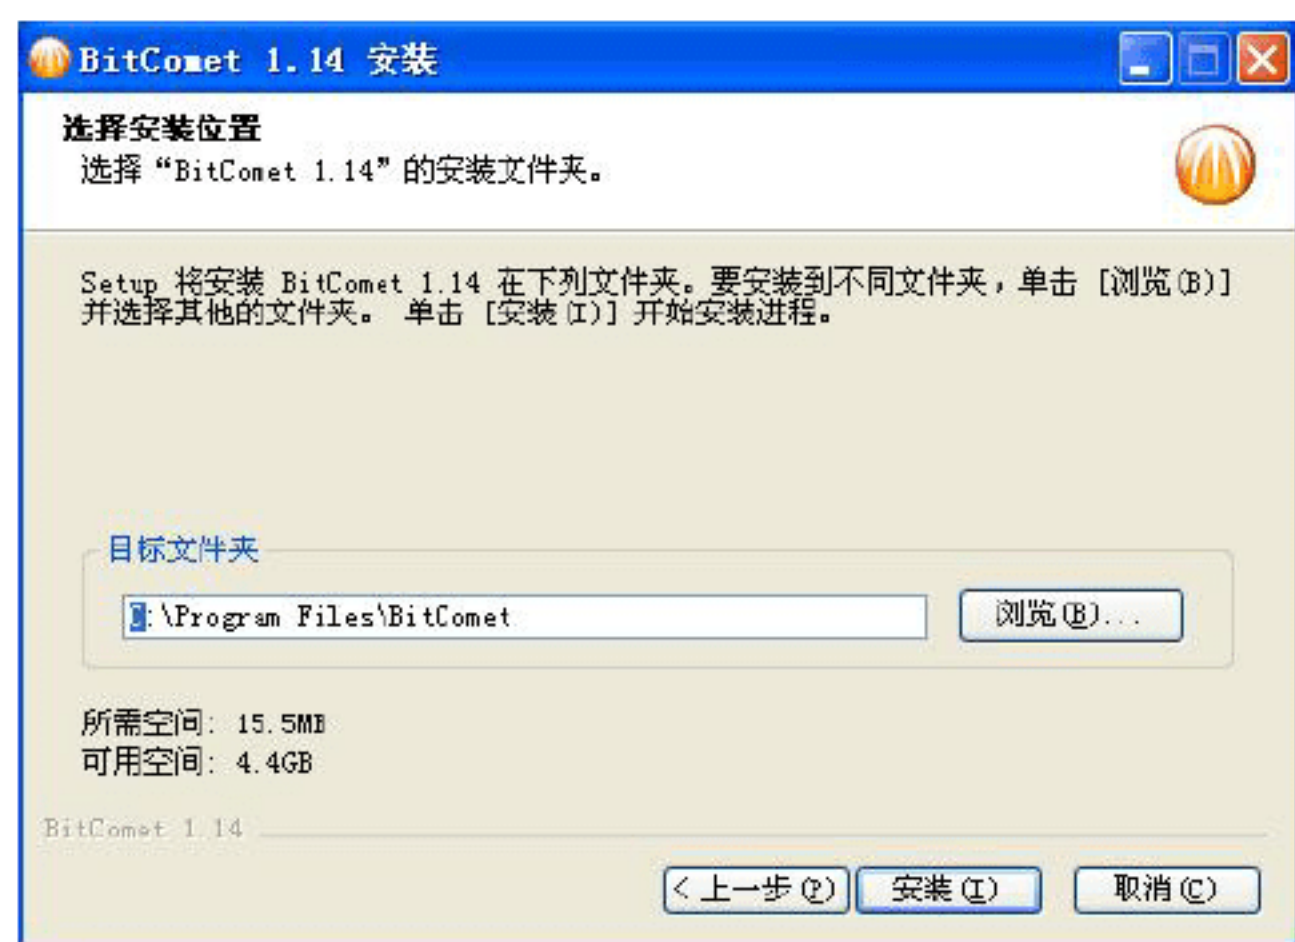 BitComet 1.14 安装
选择安装位置
选择“BitComet 1.14”的安装文件夹。
Setup 将安装 BitComet 1.14 在下列文件夹。要安装到不同文件夹，单击 [浏览(B)]
并选择其他的文件夹。 单击 [安装(I)] 开始安装进程。
目标文件夹
:\Program Files\BitComet
浏览(B)...
所需空间: 15.5MB
可用空间: 4.4GB
BitComet 1.14
< 上一步(P)
安装(I)
取消(C)